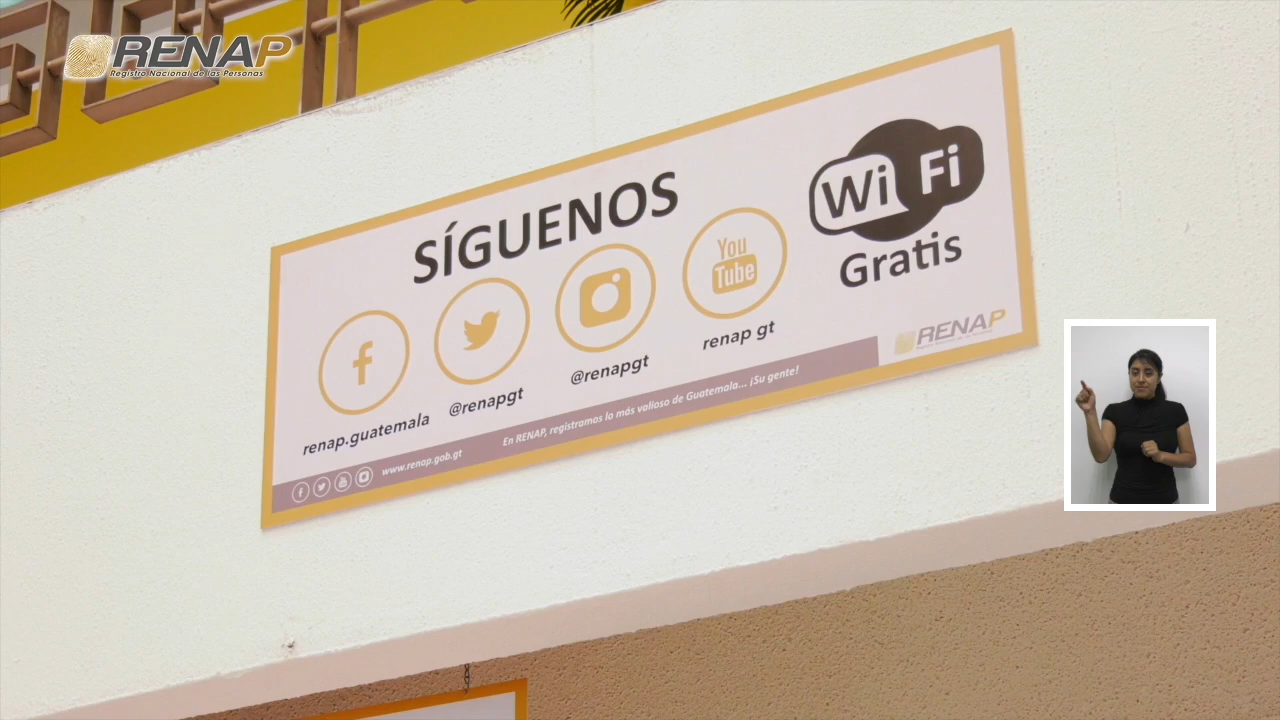 RENAP
Registro Nacional de las Personas
SÍGUENOS
Wi Fi
Gratis
You
Tube
renap.guatemala
@renapgt
@renapgt
renap gt
RENAP
www.renap.gob.gt
En RENAP, registramos lo más valioso de Guatemala... ¡Su gente!